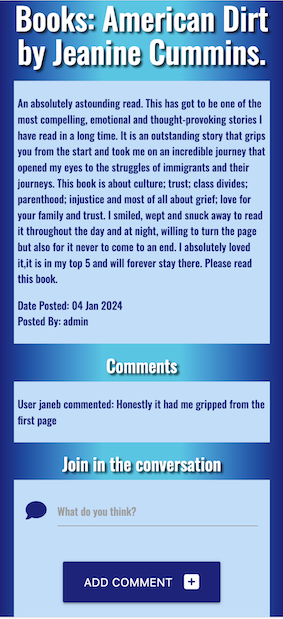 Books: American Dirt
by Jeanine Cummins.
An absolutely astounding read. This has got to be one of the
most compelling, emotional and thought-provoking stories I
have read in a long time. It is an outstanding story that grips
you from the start and took me on an incredible journey that
opened my eyes to the struggles of immigrants and their
journeys. This book is about culture; trust; class divides;
parenthood; injustice and most of all about grief; love for
your family and trust. I smiled, wept and snuck away to read
it throughout the day and at night, willing to turn the page
but also for it never to come to an end. I absolutely loved
it,it is in my top 5 and will forever stay there. Please read
this book.
Date Posted: 04 Jan 2024
Posted By: admin
Comments
User janeb commented: Honestly it had me gripped from the
first page
Join in the conversation
What do you think?
ADD COMMENT